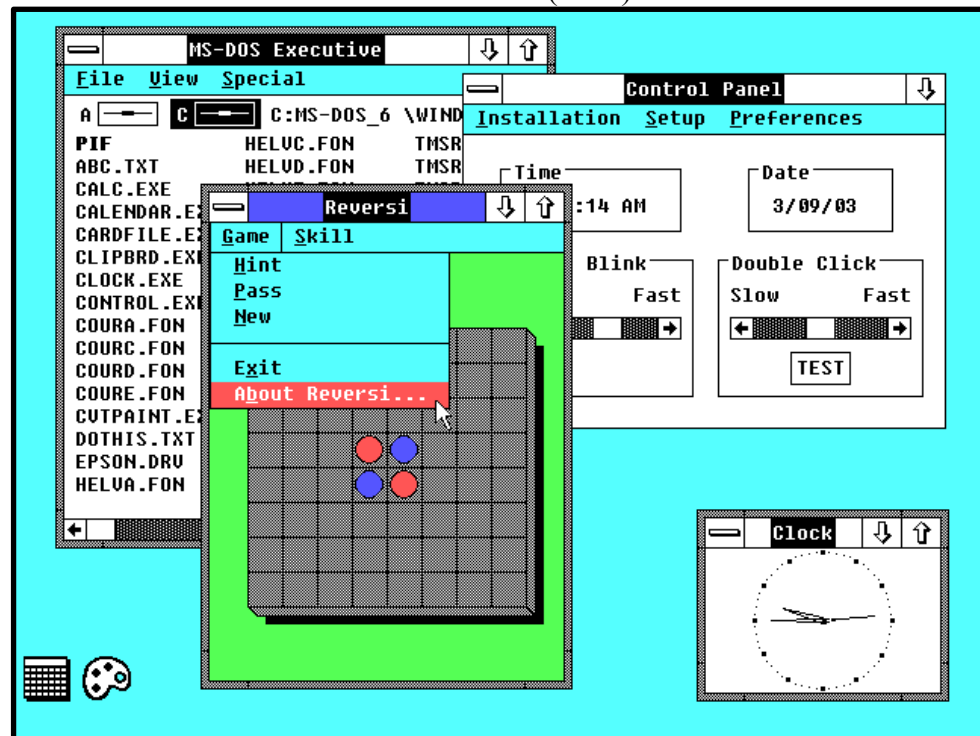 MS-DOS Executive
File View Special
A C C:MS-DOS_6 \WIND
PIF HELVC.FON TMSR
ABC.TXT HELVD.FON TMSR
CALC.EXE
CALENDAR.E
CARDFILE.E
CLIPBRD.EX
CLOCK.EXE
CONTROL.EX
COURA.FON
COURC.FON
COURD.FON
COURE.FON
CVTPAINT.E
DOTHIS.TXT
EPSON.DRV
HELVA.FON
Reversi
Game Skill
Hint
Pass
New
Exit
About Reversi...
Control Panel
Installation Setup Preferences
Time
:14 AM
Date
3/09/03
Blink
Fast
Double Click
Slow Fast
TEST
Clock